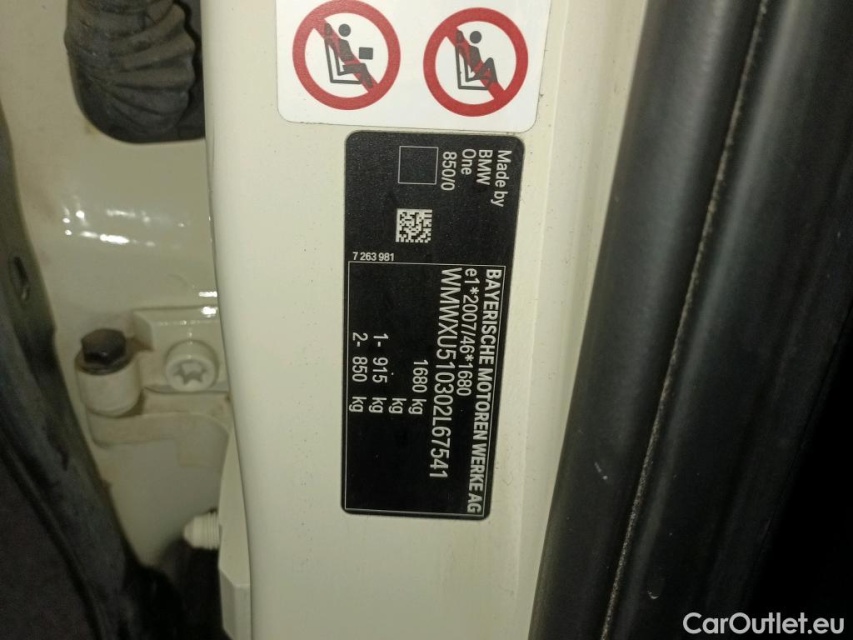 Made by
BMW
One
850/0
7 263 981
BAYERISCHE MOTOREN WERKE AG
e1*2007/46*1680
WMWXU510302L67541
1680 kg
1- 915 kg
2- 850 kg
CarOutlet.eu